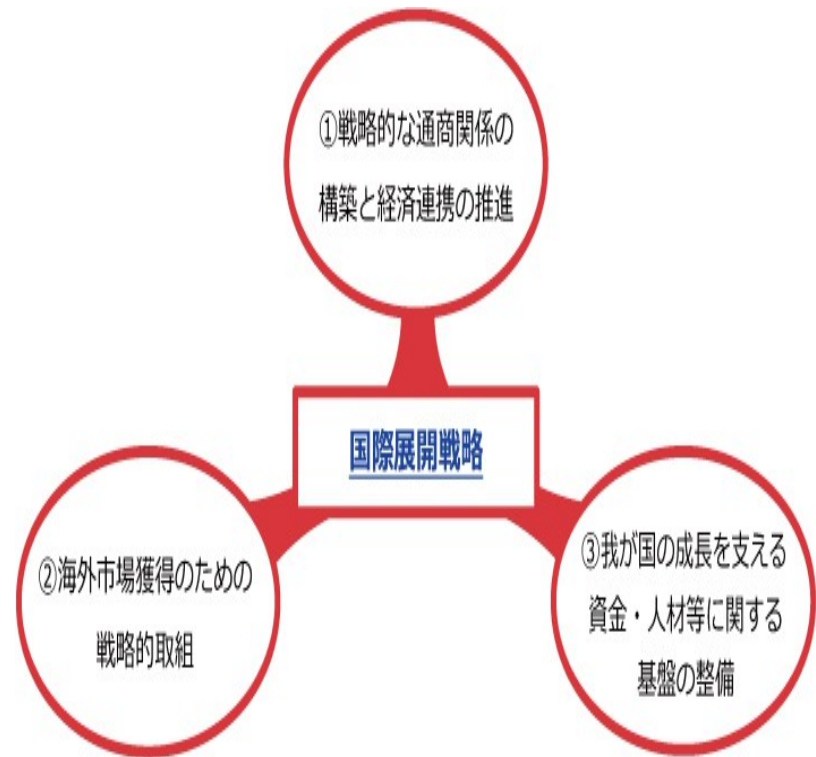 ①戦略的な通商関係の
構築と経済連携の推進
国際展開戦略
②海外市場獲得のための
戦略的取組
③我が国の成長を支える
資金・人材等に関する
基盤の整備